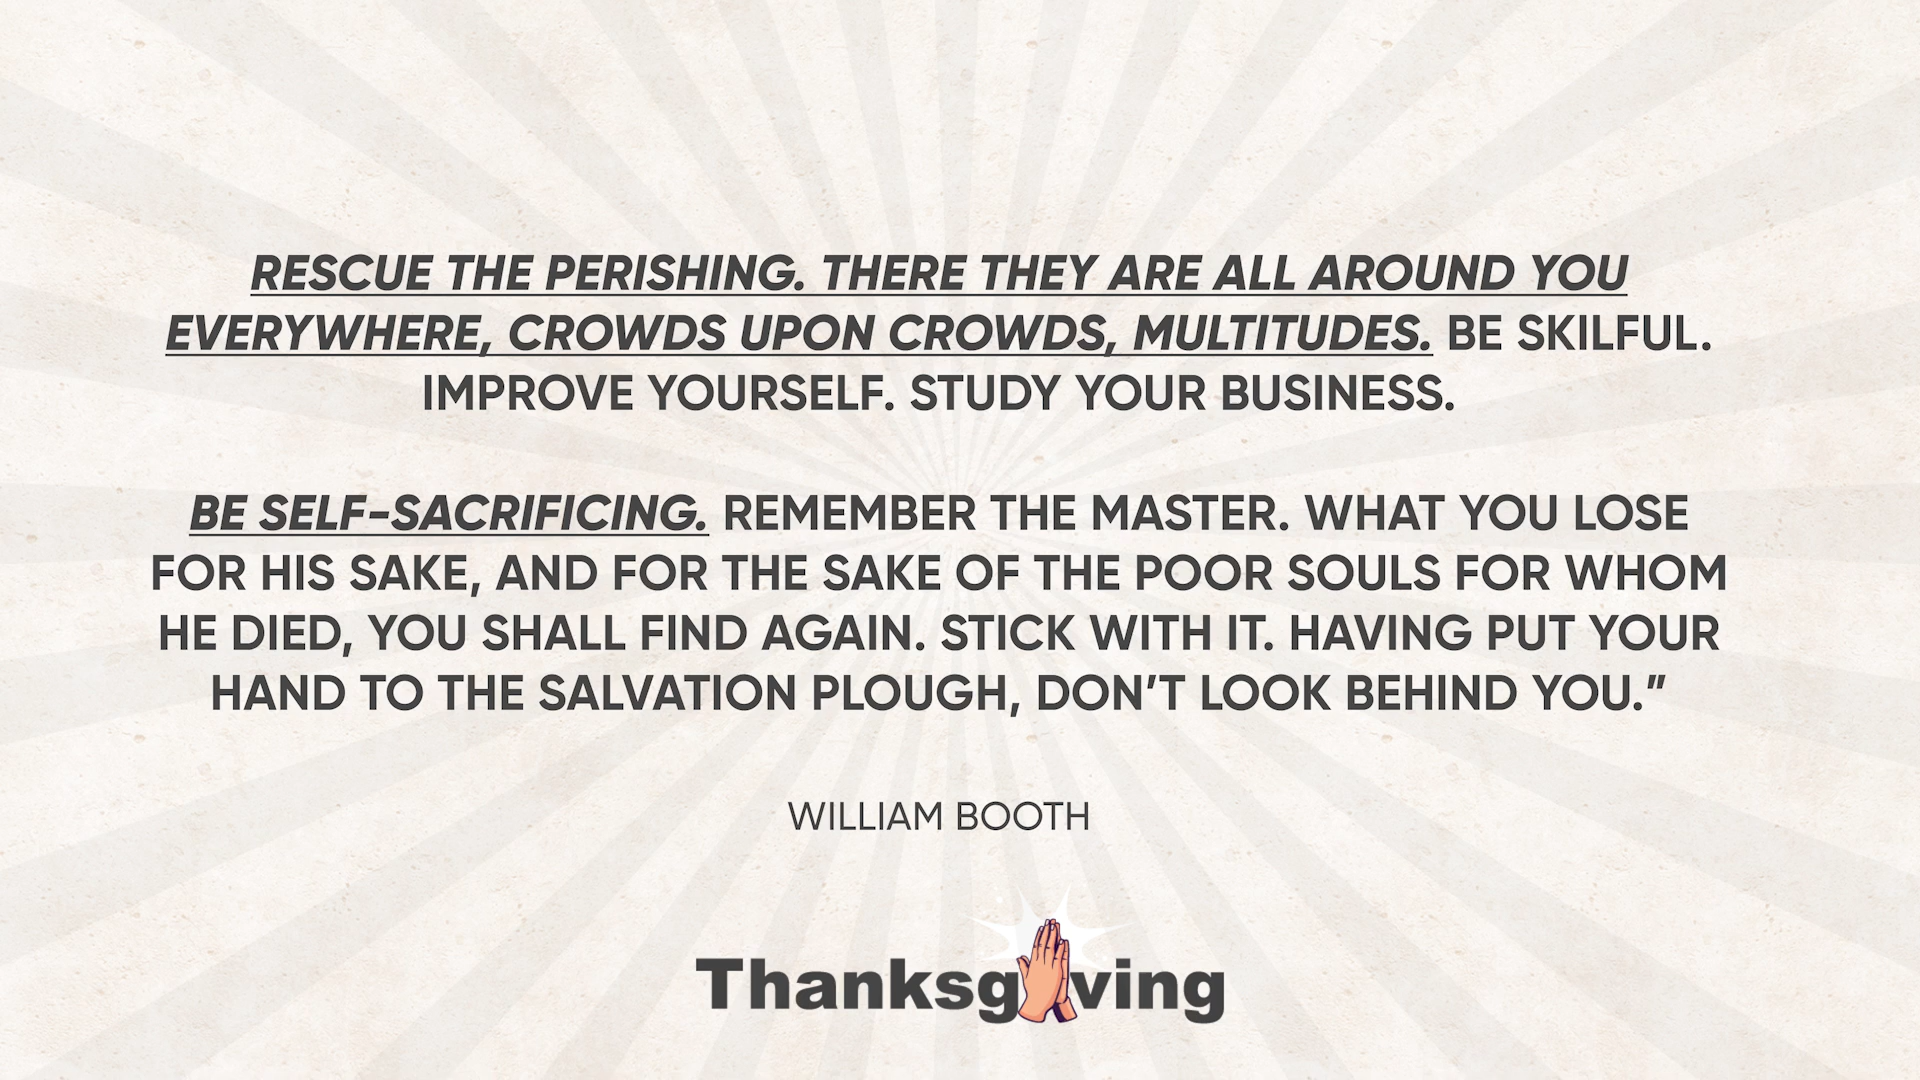 RESCUE THE PERISHING. THERE THEY ARE ALL AROUND YOU
EVERYWHERE, CROWDS UPON CROWDS, MULTITUDES. BE SKILFUL.
IMPROVE YOURSELF. STUDY YOUR BUSINESS.
BE SELF-SACRIFICING. REMEMBER THE MASTER. WHAT YOU LOSE
FOR HIS SAKE, AND FOR THE SAKE OF THE POOR SOULS FOR WHOM
HE DIED, YOU SHALL FIND AGAIN. STICK WITH IT. HAVING PUT YOUR
HAND TO THE SALVATION PLOUGH, DON’T LOOK BEHIND YOU.”
WILLIAM BOOTH
Thanksgiving